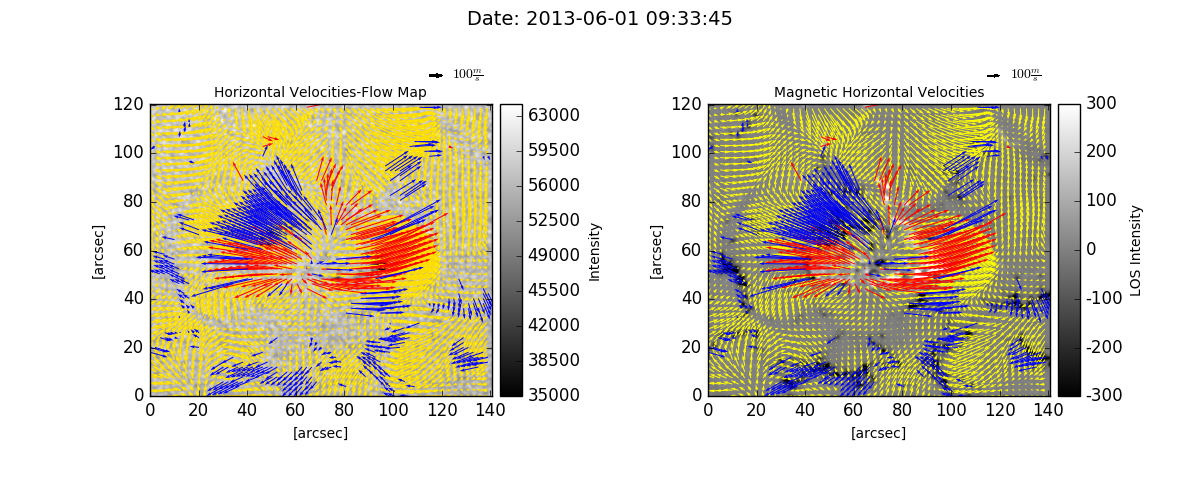 Date: 2013-06-01 09:33:45
100 m/s
100 m/s
Horizontal Velocities-Flow Map
Magnetic Horizontal Velocities
120
100
80
60
40
20
0
[arcsec]
0 20 40 60 80 100 120 140
[arcsec]
63000
59500
56000
52500
49000
45500
42000
38500
35000
Intensity
120
100
80
60
40
20
0
[arcsec]
0 20 40 60 80 100 120 140
[arcsec]
300
200
100
0
-100
-200
-300
LOS Intensity